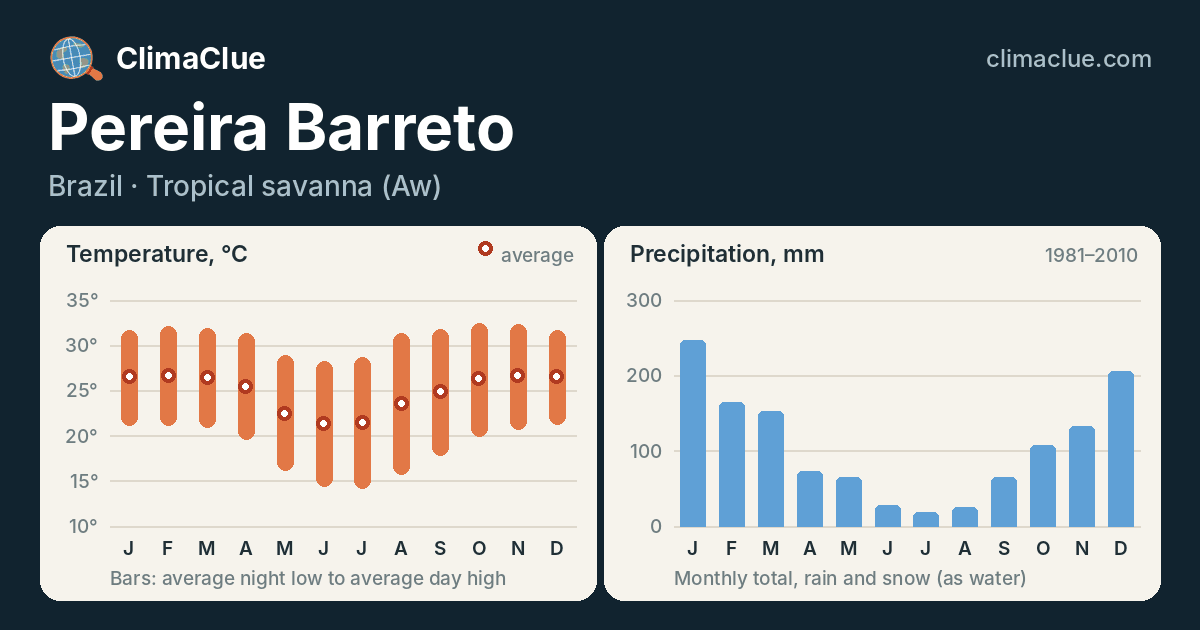 ClimaClue
climaclue.com
Pereira Barreto
Brazil · Tropical savanna (Aw)
Temperature, °C
average
35°
30°
25°
20°
15°
10°
J F M A M J J A S O N D
Bars: average night low to average day high
Precipitation, mm
1981–2010
300
200
100
0
J F M A M J J A S O N D
Monthly total, rain and snow (as water)